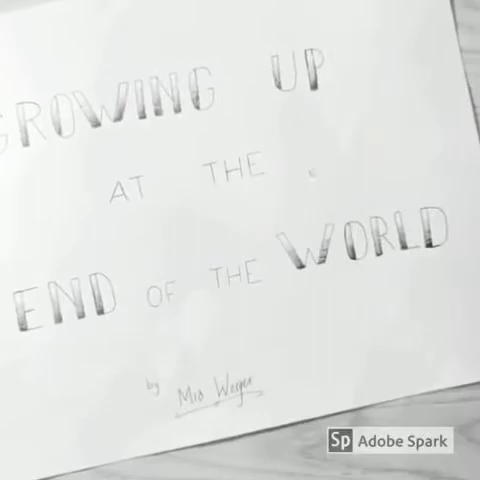 GROWING UP
AT THE
END OF THE WORLD
by
Sp Adobe Spark